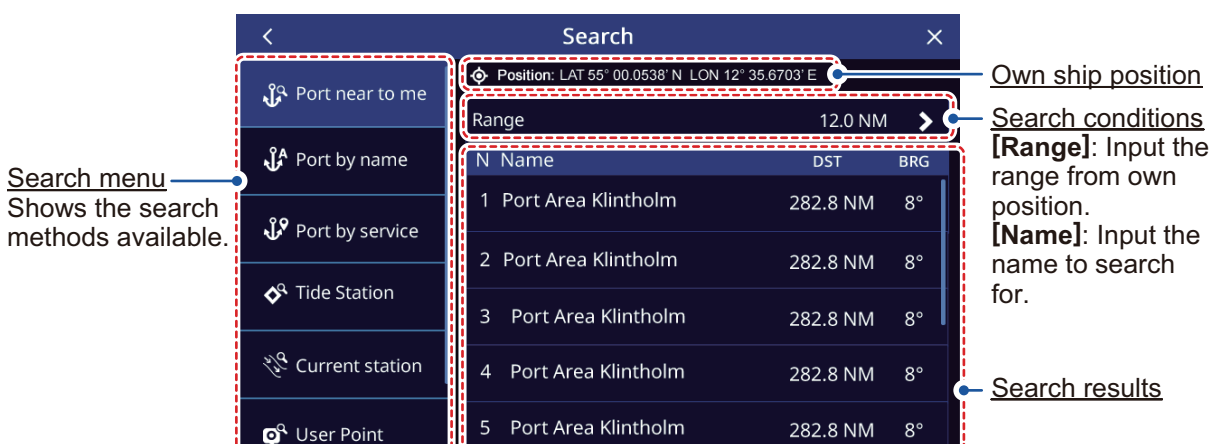 Search
Position: LAT 55° 00.0538’ N LON 12° 35.6703’ E
Range 12.0 NM
N Name DST BRG
1 Port Area Klintholm 282.8 NM 8°
2 Port Area Klintholm 282.8 NM 8°
3 Port Area Klintholm 282.8 NM 8°
4 Port Area Klintholm 282.8 NM 8°
5 Port Area Klintholm 282.8 NM 8°
Port near to me
Port by name
Port by service
Tide Station
Current station
User Point
Search menu
Shows the search
methods available.
Own ship position
Search conditions
[Range]: Input the
range from own
position.
[Name]: Input the
name to search
for.
Search results